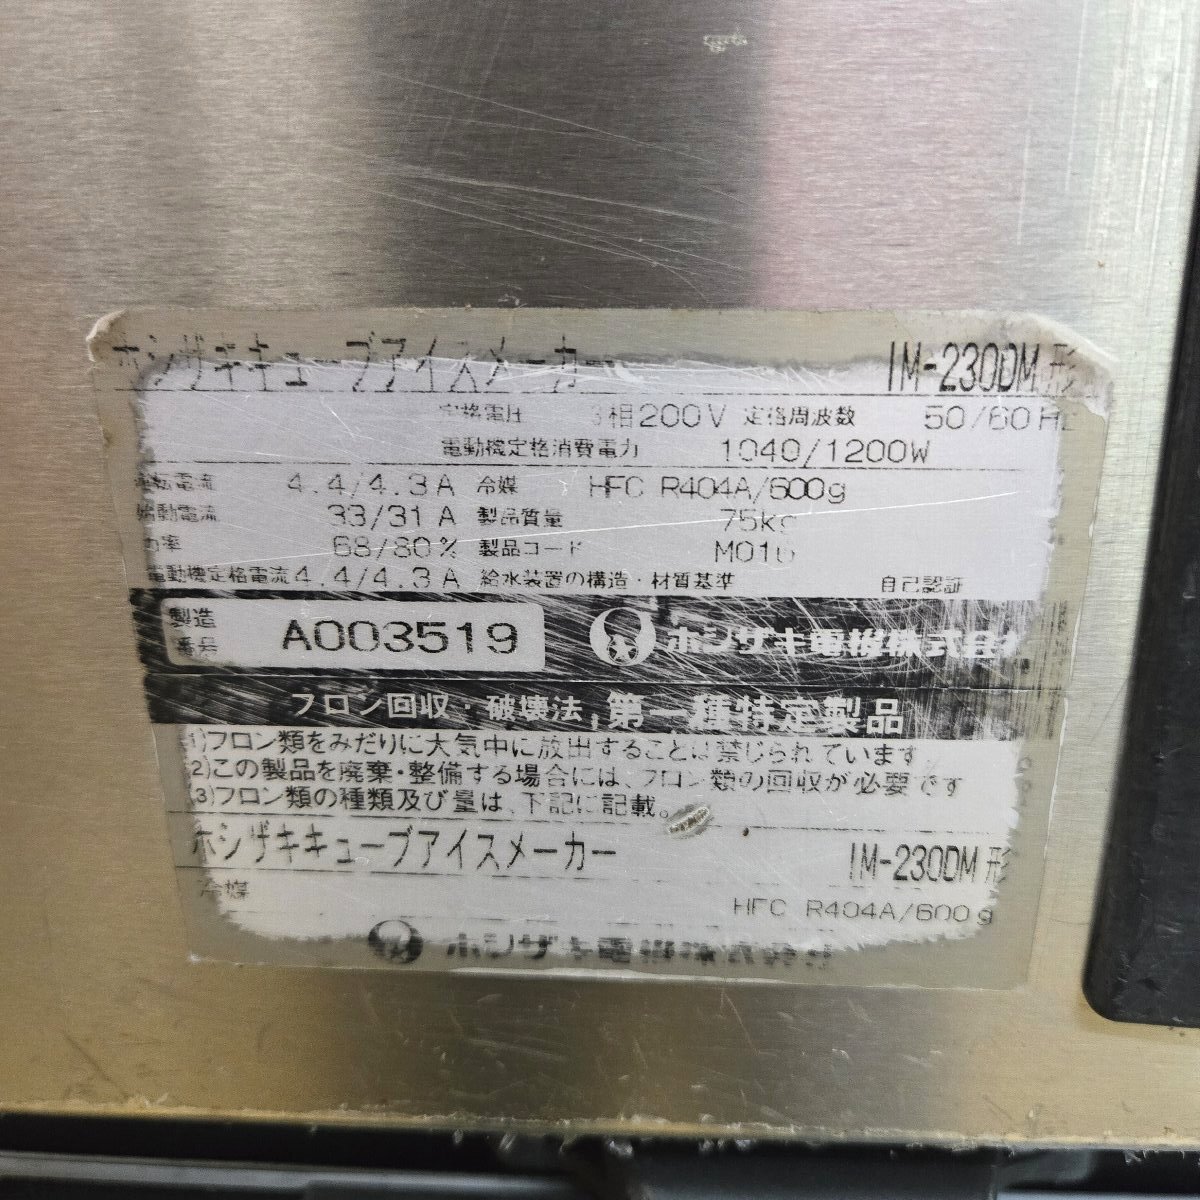 ホシザキキューブアイスメーカー IM-230DM形
定格電圧 3相200V 定格周波数 50/60Hz
電動機定格消費電力 1040/1200W
運転電流 4.4/4.3A 冷媒 HFC R404A/600g
始動電流 33/31A 製品質量 75kg
力率 68/80% 製品コード M016
電動機定格電流 4.4/4.3A 給水装置の構造・材質基準 自己認証
製造番号 A003519 ホシザキ電機株式会社
フロン回収・破壊法 第一種特定製品
(1)フロン類をみだりに大気中に放出することは禁じられています
(2)この製品を廃棄・整備する場合には、フロン類の回収が必要です
(3)フロン類の種類及び量は、下記に記載。
ホシザキキューブアイスメーカー IM-230DM形
冷媒 HFC R404A/600g
ホシザキ電機株式会社